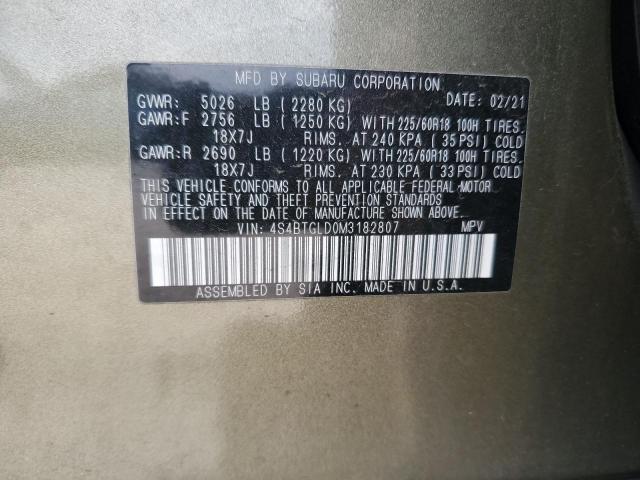 MFD BY SUBARU CORPORATION
GVWR: 5026 LB (2280 KG) DATE: 02/21
GAWR:F 2756 LB (1250 KG) WITH 225/60R18 100H TIRES.
18X7J RIMS. AT 240 KPA (35 PSI) COLD
GAWR:R 2690 LB (1220 KG) WITH 225/60R18 100H TIRES.
18X7J RIMS. AT 230 KPA (33 PSI) COLD
THIS VEHICLE CONFORMS TO ALL APPLICABLE FEDERAL MOTOR
VEHICLE SAFETY AND THEFT PREVENTION STANDARDS IN EFFECT
ON THE DATE OF MANUFACTURE SHOWN ABOVE.
VIN: 4S4BTGLD0M3182807 MPV
ASSEMBLED BY SIA INC. MADE IN U.S.A.